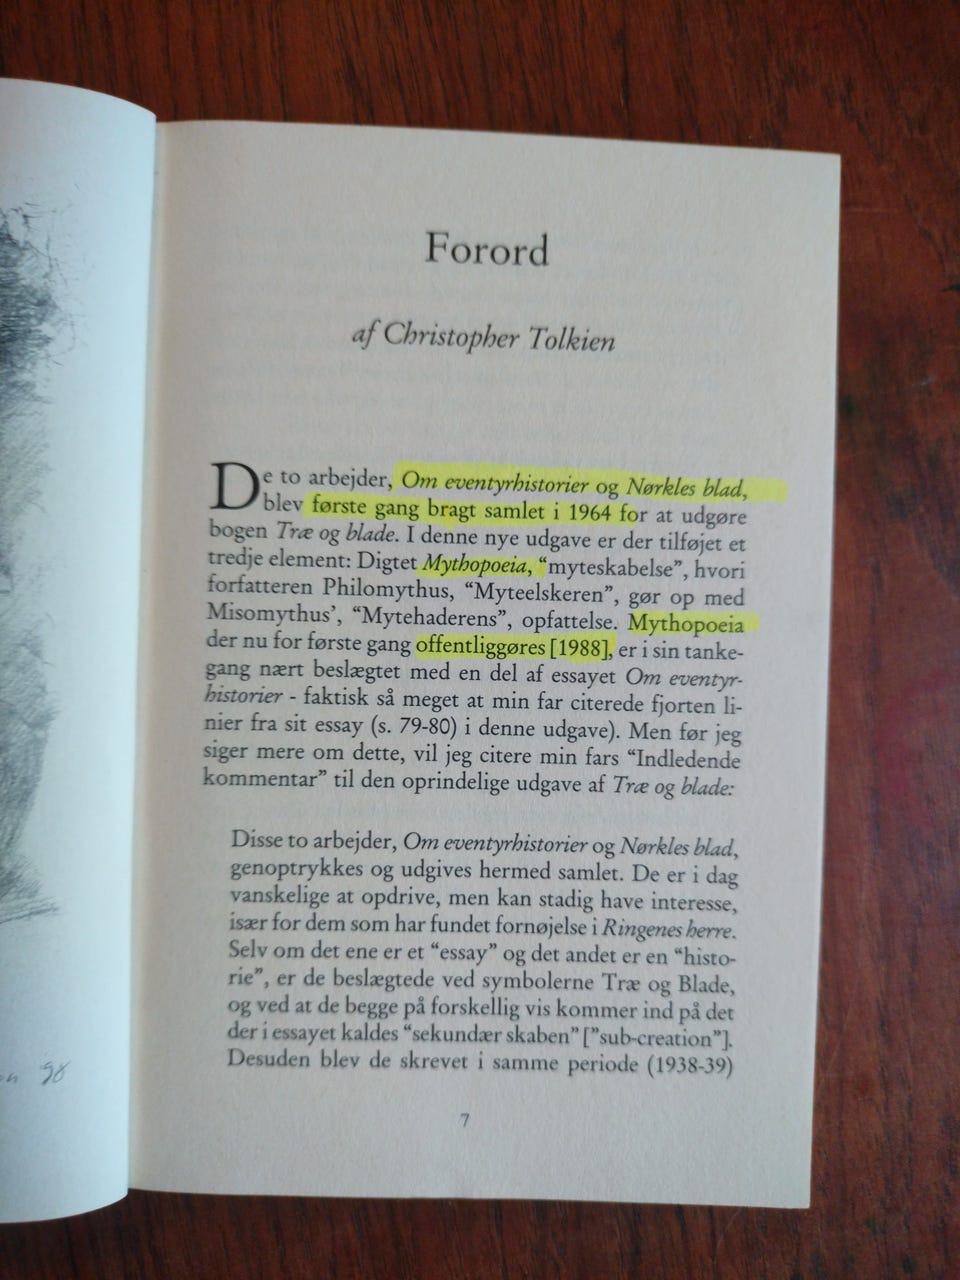 Forord
af Christopher Tolkien
De to arbejder, Om eventyrhistorier og Nørkles blad,
blev første gang bragt samlet i 1964 for at udgøre
bogen Træ og blade. I denne nye udgave er der tilføjet et
tredje element: Digtet Mythopoeia, “myteskabelse”, hvori
forfatteren Philomythus, “Myteelskeren”, gør op med
Misomythus’, “Mytehaderens”, opfattelse. Mythopoeia
der nu for første gang offentliggøres [1988], er i sin tanke-
gang nært beslægtet med en del af essayet Om eventyr-
historier - faktisk så meget at min far citerede fjorten li-
nier fra sit essay (s. 79-80) i denne udgave). Men før jeg
siger mere om dette, vil jeg citere min fars “Indledende
kommentar” til den oprindelige udgave af Træ og blade:
Disse to arbejder, Om eventyrhistorier og Nørkles blad,
genoptrykkes og udgives hermed samlet. De er i dag
vanskelige at opdrive, men kan stadig have interesse,
især for dem som har fundet fornøjelse i Ringenes herre.
Selv om det ene er et “essay” og det andet er en “histo-
rie”, er de beslægtede ved symbolerne Træ og Blade,
og ved at de begge på forskellig vis kommer ind på det
der i essayet kaldes “sekundær skaben” [”sub-creation”].
Desuden blev de skrevet i samme periode (1938-39)
7
98